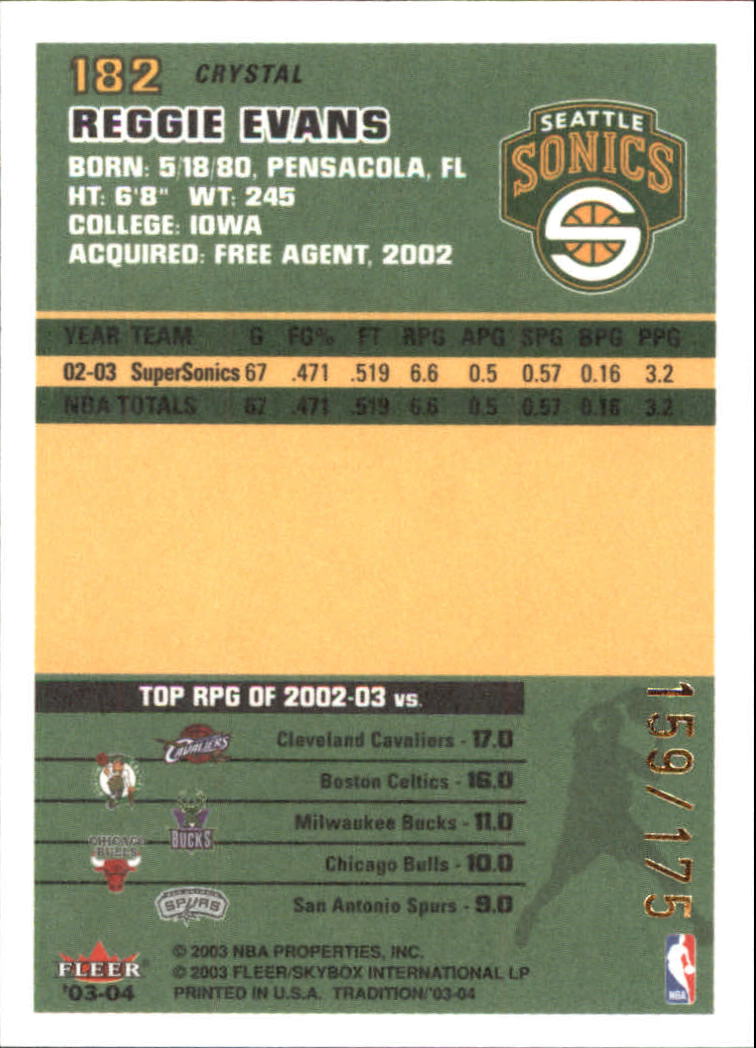 182 CRYSTAL
REGGIE EVANS
BORN: 5/18/80, PENSACOLA, FL
HT: 6'8" WT: 245
COLLEGE: IOWA
ACQUIRED: FREE AGENT, 2002
SEATTLE
SONICS
YEAR TEAM G FG% FT RPG APG SPG BPG PPG
02-03 SuperSonics 67 .471 .519 6.6 0.5 0.57 0.16 3.2
NBA TOTALS 67 .471 .519 6.6 0.5 0.57 0.16 3.2
TOP RPG OF 2002-03 vs.
CAVALIERS
Cleveland Cavaliers - 17.0
Boston Celtics - 16.0
BUCKS
Milwaukee Bucks - 11.0
CHICAGO
BULLS
Chicago Bulls - 10.0
SPURS
San Antonio Spurs - 9.0
159/175
FLEER
'03-04
© 2003 NBA PROPERTIES, INC.
© 2003 FLEER/SKYBOX INTERNATIONAL LP
PRINTED IN U.S.A. TRADITION/'03-04
NBA